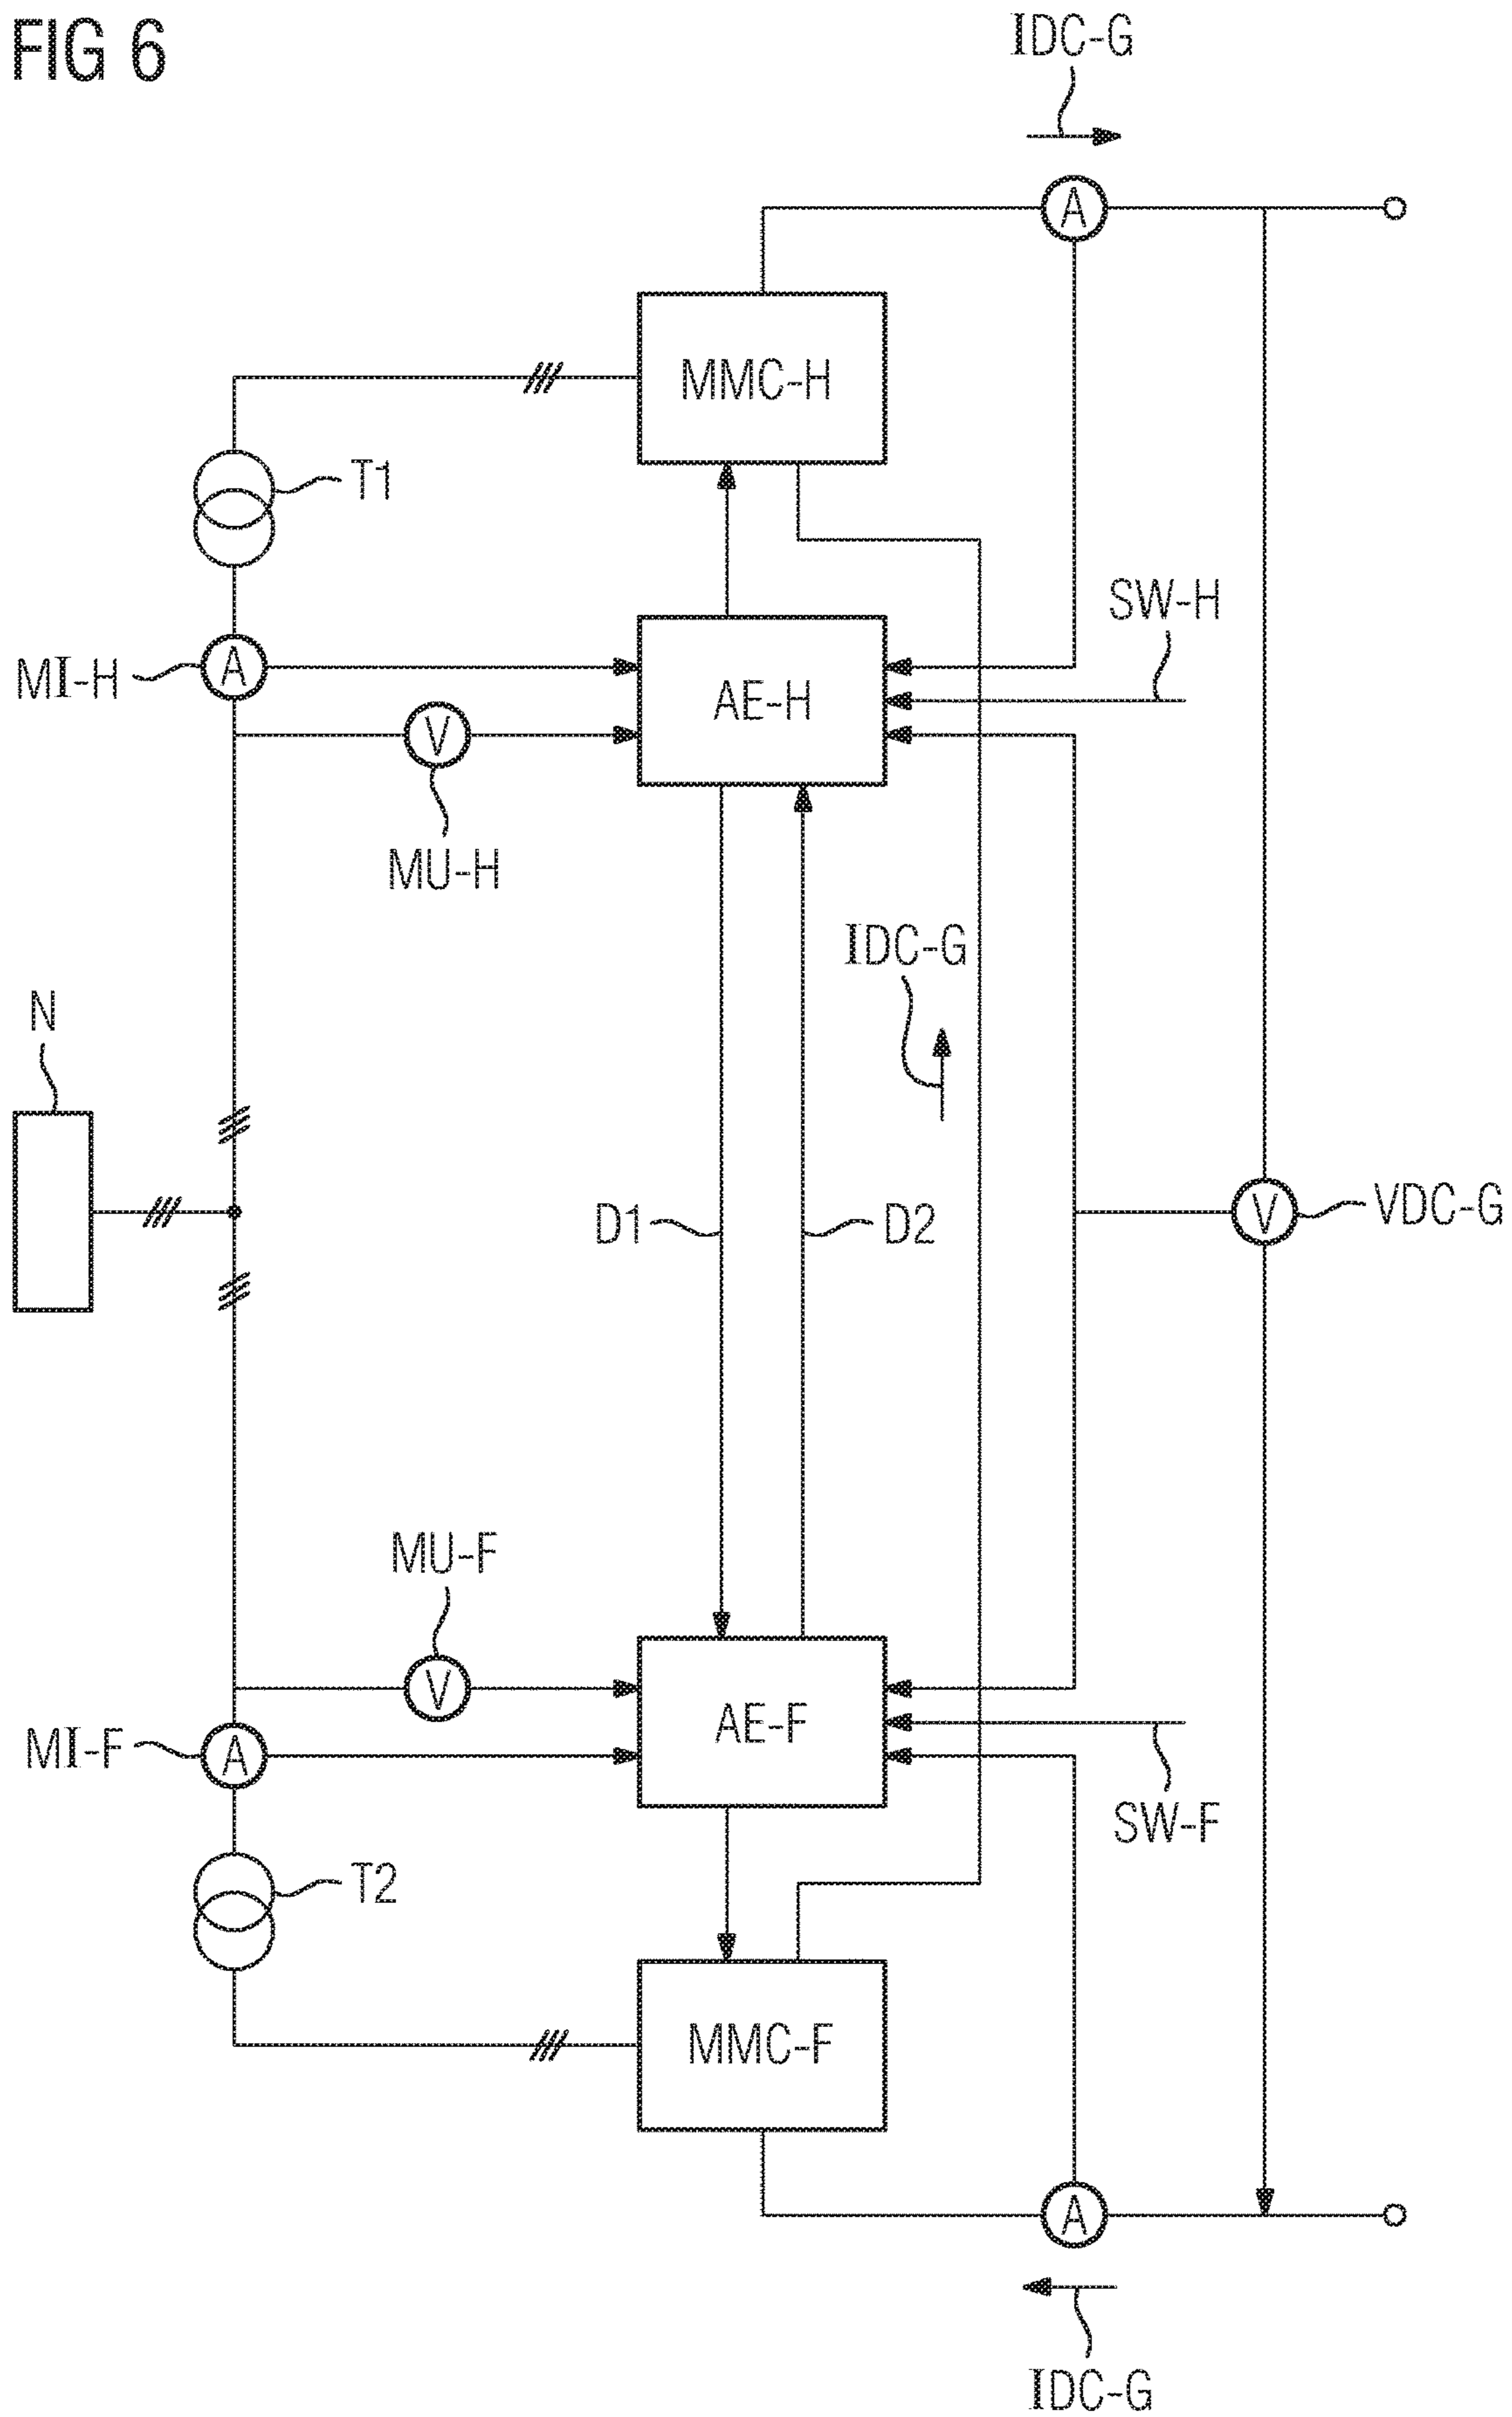 FIG 6
IDC-G
A
MMC-H
T1
SW-H
MI-H
A
AE-H
V
MU-H
IDC-G
N
D1
D2
V
VDC-G
MU-F
V
AE-F
MI-F
A
SW-F
T2
MMC-F
A
IDC-G